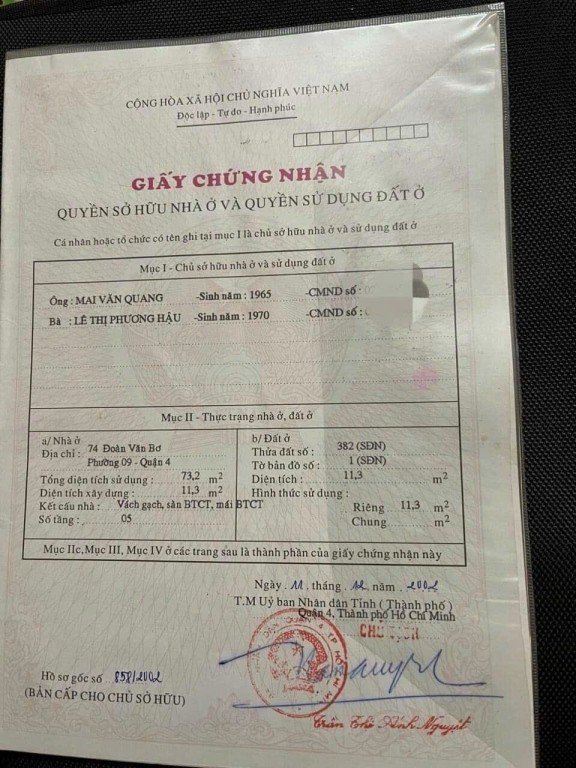 CỘNG HÒA XÃ HỘI CHỦ NGHĨA VIỆT NAM
Độc lập - Tự do - Hạnh phúc
GIẤY CHỨNG NHẬN
QUYỀN SỞ HỮU NHÀ Ở VÀ QUYỀN SỬ DỤNG ĐẤT Ở
Cá nhân hoặc tổ chức có tên ghi tại mục I là chủ sở hữu nhà ở và sử dụng đất ở
Mục I - Chủ sở hữu nhà ở và sử dụng đất ở
Ông : MAI VĂN QUANG -Sinh năm : 1965 -CMND số :
Bà : LÊ THỊ PHƯƠNG HẬU -Sinh năm : 1970 -CMND số :
Mục II - Thực trạng nhà ở, đất ở
a/ Nhà ở
Địa chỉ : 74 Đoàn Văn Bơ
Phường 09 - Quận 4
Tổng diện tích sử dụng : 73,2 m²
Diện tích xây dựng : 11,3 m²
Kết cấu nhà : Vách gạch, sàn BTCT, mái BTCT
Số tầng : 05
b/ Đất ở
Thửa đất số : 382 (SĐN)
Tờ bản đồ số : 1 (SĐN)
Diện tích : 11,3 m²
Hình thức sử dụng :
Riêng 11,3 m²
Chung m²
Mục IIc, Mục III, Mục IV ở các trang sau là thành phần của giấy chứng nhận này
Ngày . 11 . tháng . 12 . năm . 2002
T.M Uỷ ban Nhân dân Tỉnh ( Thành phố )
Quận 4, Thành phố Hồ Chí Minh
CHỦ TỊCH
Hồ sơ gốc số 858/2002
(BẢN CẤP CHO CHỦ SỞ HỮU)
Trần Thị Ánh Nguyệt